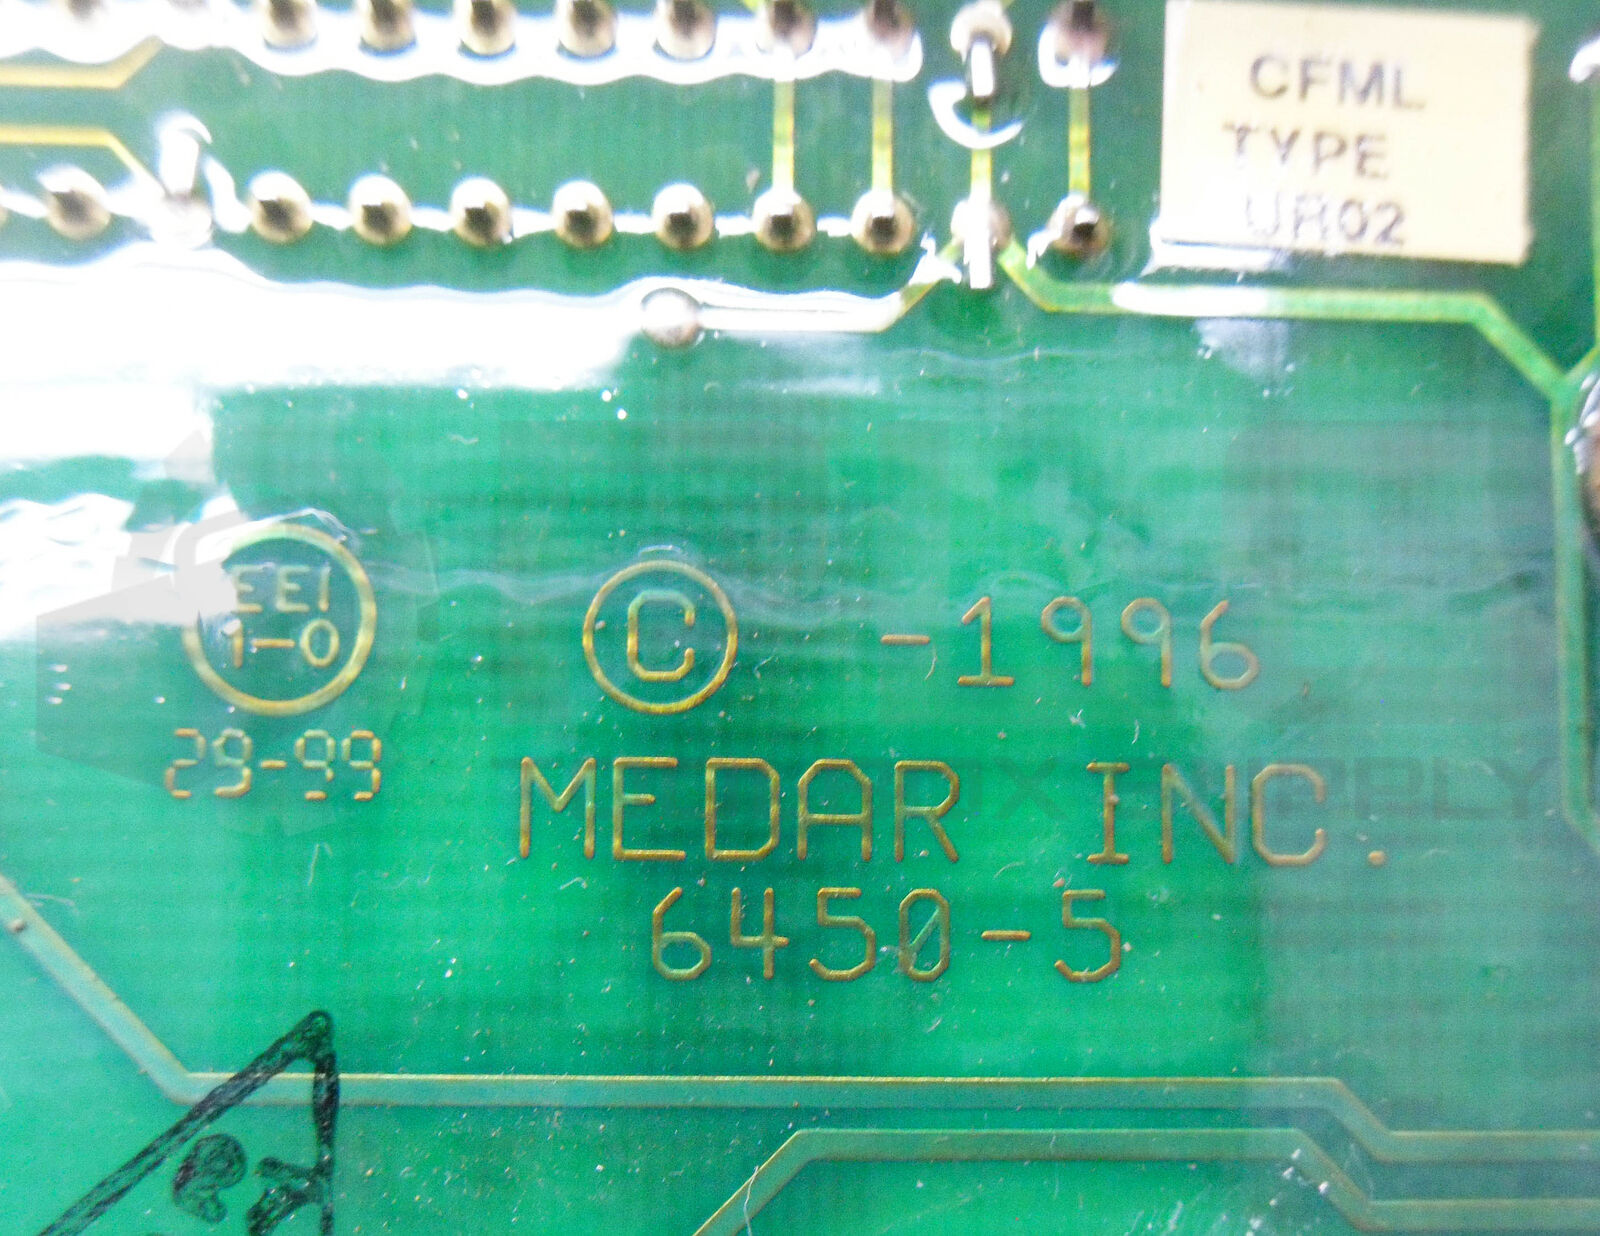 CFML
TYPE
UR02
EEI
1-0
29-99
© -1996
MEDAR INC.
6450-5